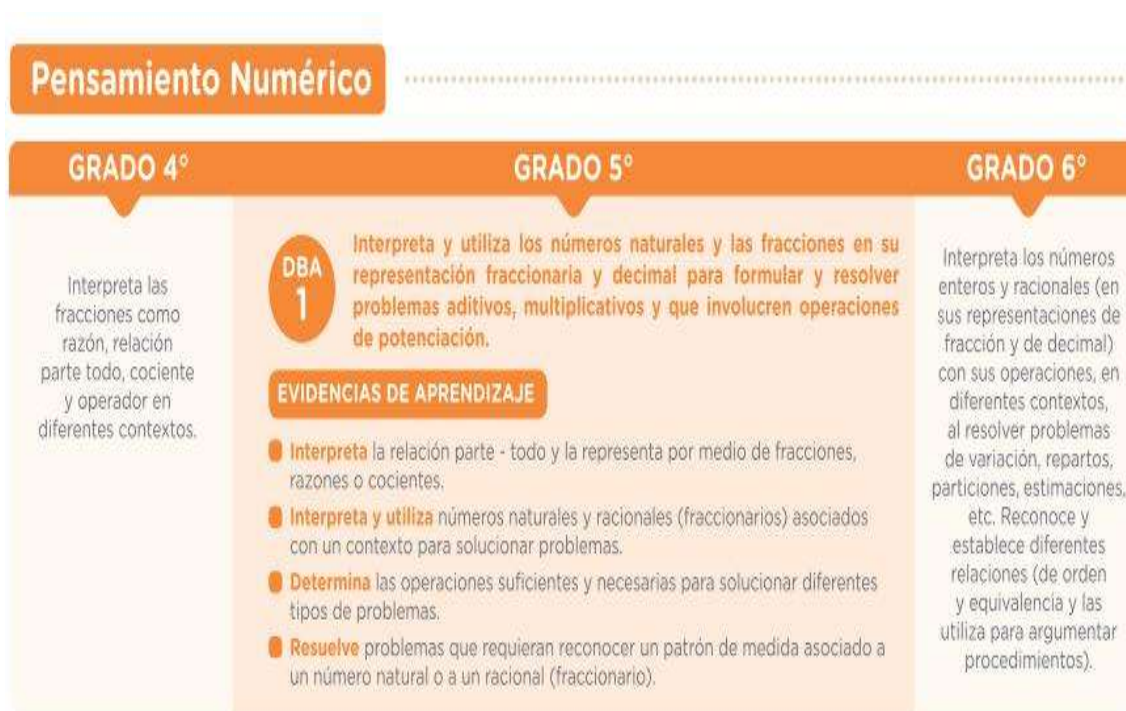 Pensamiento Numérico
GRADO 4°
Interpreta las
fracciones como
razón, relación
parte todo, cociente
y operador en
diferentes contextos.
GRADO 5°
DBA
1
Interpreta y utiliza los números naturales y las fracciones en su
representación fraccionaria y decimal para formular y resolver
problemas aditivos, multiplicativos y que involucren operaciones
de potenciación.
EVIDENCIAS DE APRENDIZAJE
Interpreta la relación parte - todo y la representa por medio de fracciones,
razones o cocientes.
Interpreta y utiliza números naturales y racionales (fraccionarios) asociados
con un contexto para solucionar problemas.
Determina las operaciones suficientes y necesarias para solucionar diferentes
tipos de problemas.
Resuelve problemas que requieran reconocer un patrón de medida asociado a
un número natural o a un racional (fraccionario).
GRADO 6°
Interpreta los números
enteros y racionales (en
sus representaciones de
fracción y de decimal)
con sus operaciones, en
diferentes contextos,
al resolver problemas
de variación, repartos,
particiones, estimaciones,
etc. Reconoce y
establece diferentes
relaciones (de orden
y equivalencia y las
utiliza para argumentar
procedimientos).